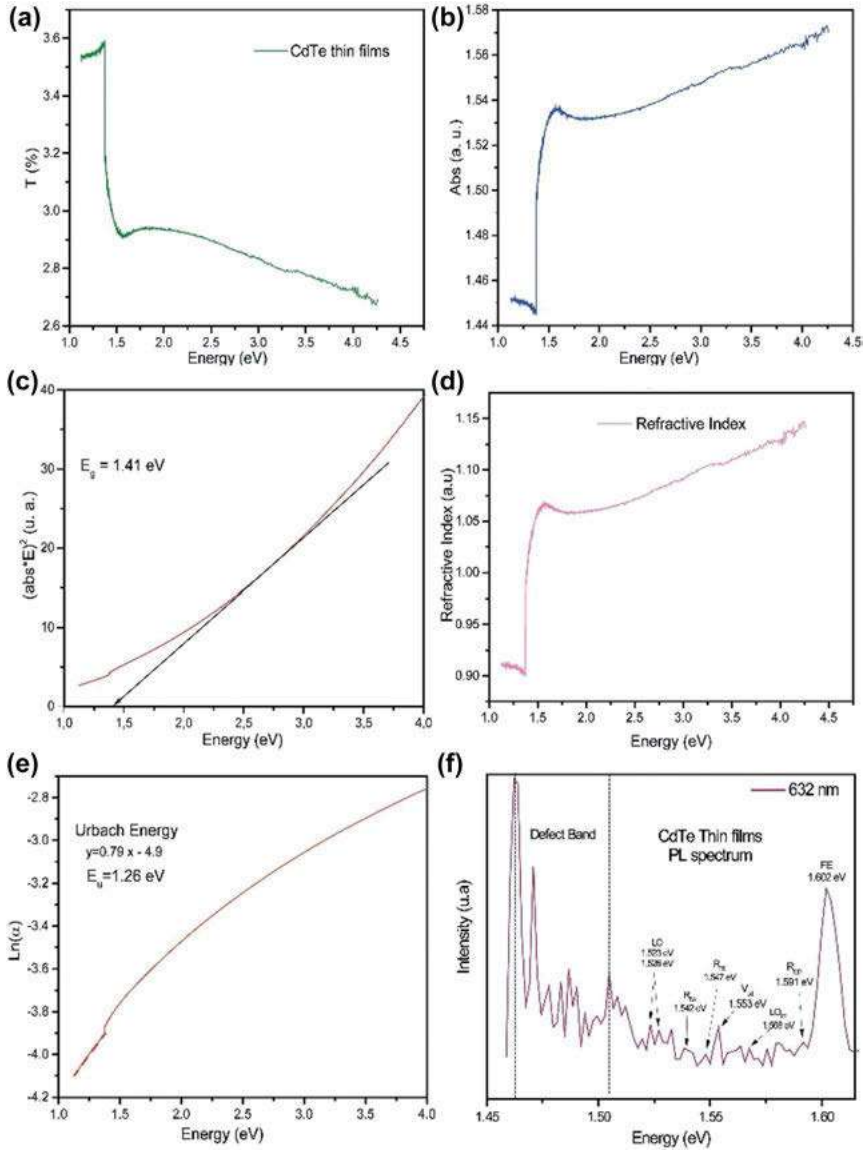 (a)
3.6
3.4
3.2
3.0
2.8
2.6
T (%)
CdTe thin films
1.0 1.5 2.0 2.5 3.0 3.5 4.0 4.5
Energy (eV)
(b)
1.58
1.56
1.54
1.52
1.50
1.48
1.46
1.44
Abs (a. u.)
1.0 1.5 2.0 2.5 3.0 3.5 4.0 4.5
Energy (eV)
(c)
40
30
20
10
0
(abs*E)² (u. a.)
E_g = 1.41 eV
1,0 1,5 2,0 2,5 3,0 3,5 4,0
Energy (eV)
(d)
1.15
1.10
1.05
1.00
0.95
0.90
Refractive Index (a.u)
Refractive Index
1.0 1.5 2.0 2.5 3.0 3.5 4.0 4.5
Energy (eV)
(e)
-2.8
-3.0
-3.2
-3.4
-3.6
-3.8
-4.0
-4.2
Ln(α)
Urbach Energy
y=0.79 x - 4.9
E_u=1.26 eV
1.0 1.5 2.0 2.5 3.0 3.5 4.0
Energy (eV)
(f)
Intensity (u.a)
632 nm
Defect Band
CdTe Thin films
PL spectrum
FE
1.602 eV
LO
1.523 eV
1.526 eV
1.542 eV
1.547 eV
1.553 eV
1.568 eV
1.591 eV
1.45 1.50 1.55 1.60
Energy (eV)